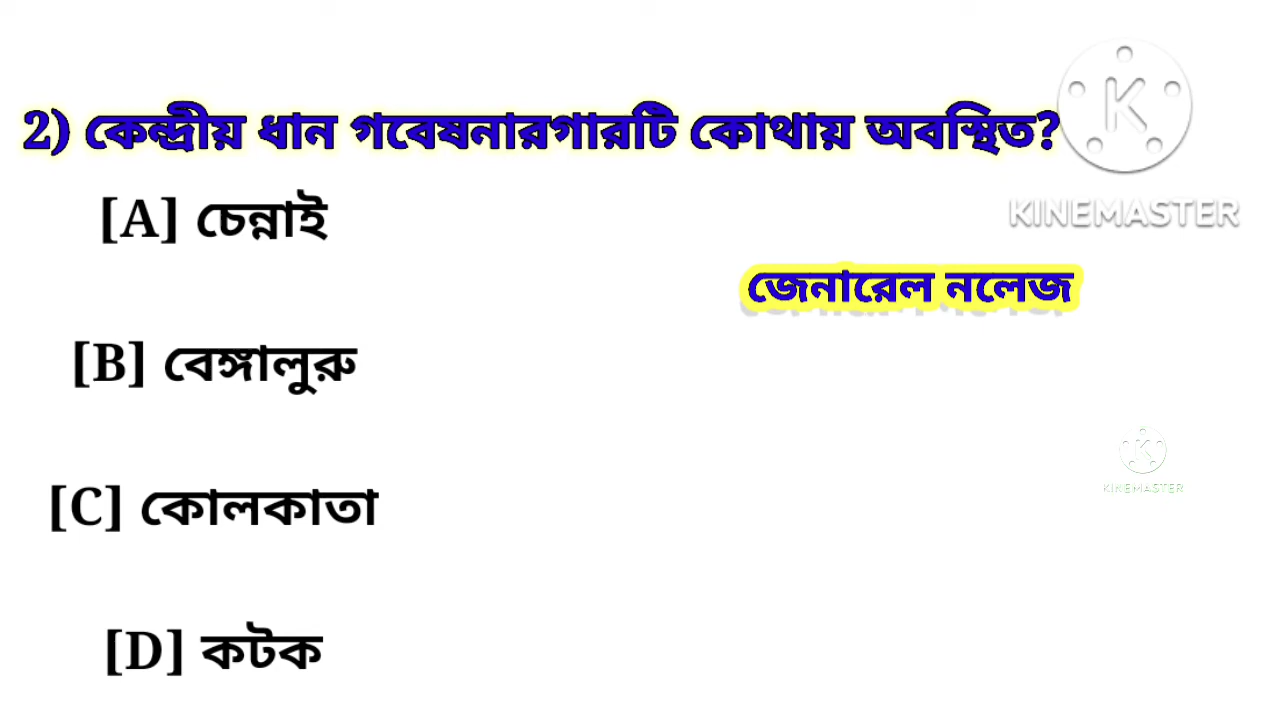 2) কেন্দ্রীয় ধান গবেষনারগারটি কোথায় অবস্থিত?
[A] চেন্নাই
KINEMASTER
জেনারেল নলেজ
[B] বেঙ্গালুরু
KINEMASTER
[C] কোলকাতা
[D] কটক